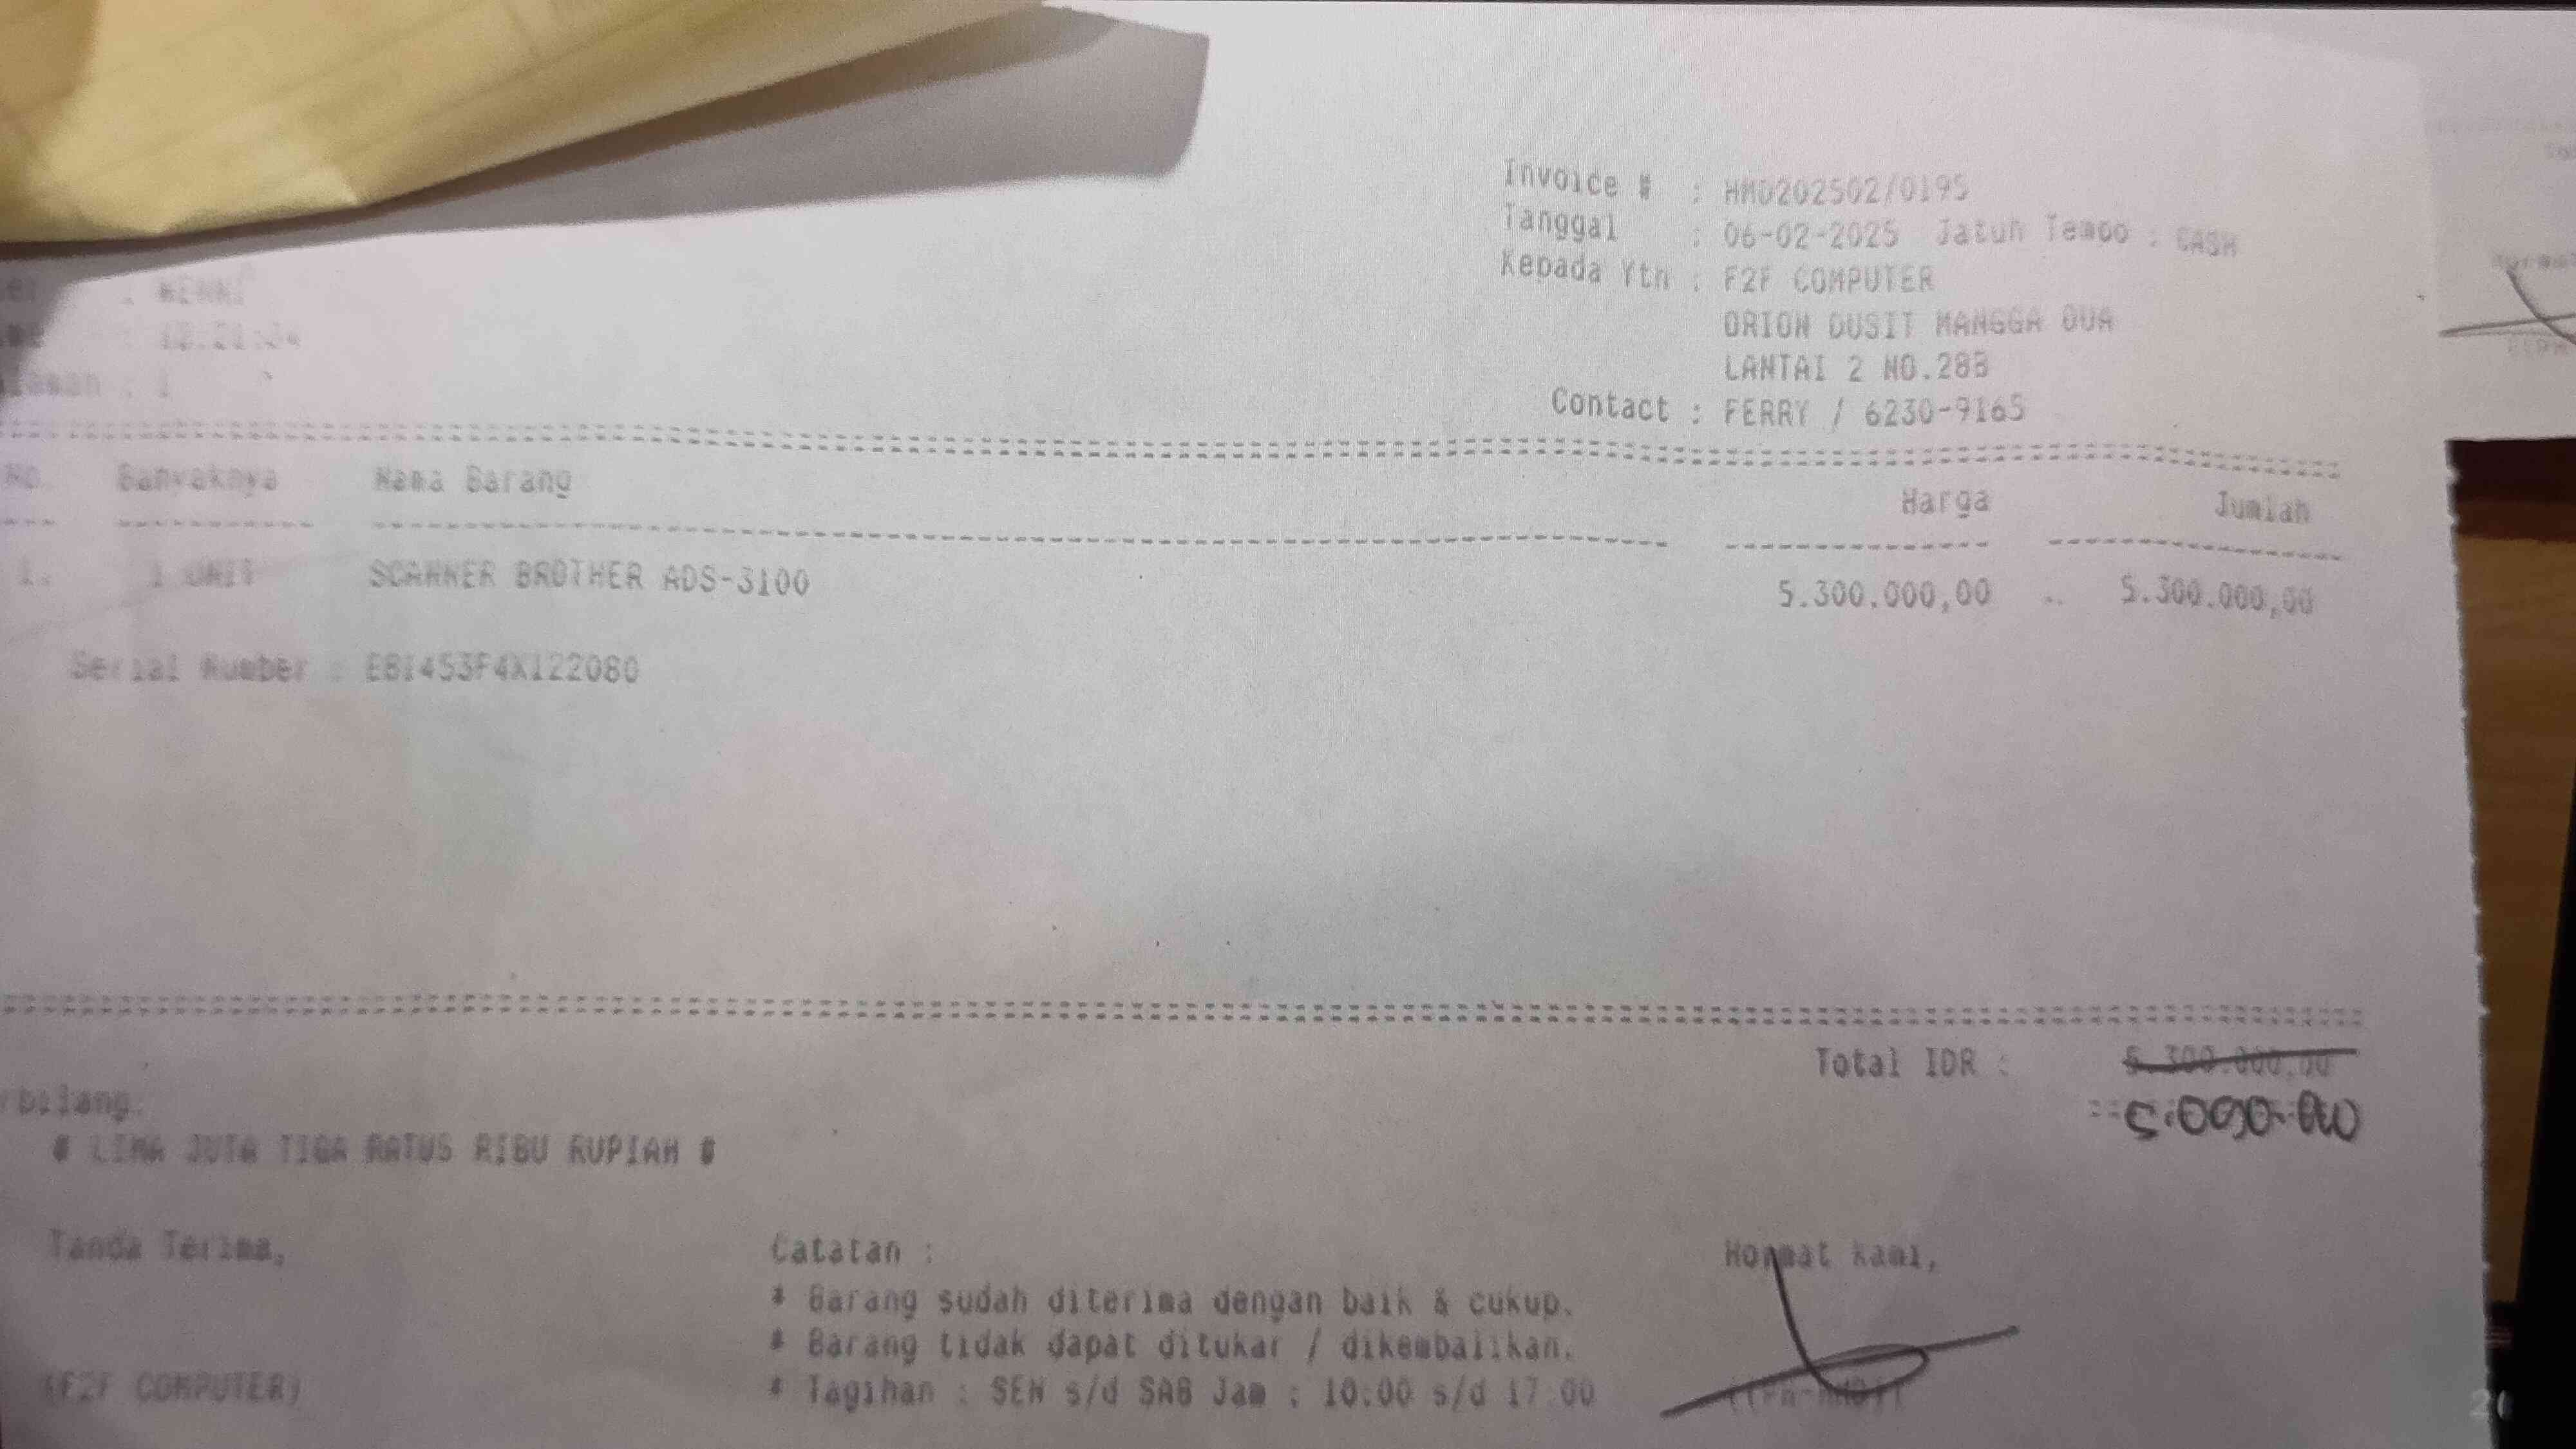 Invoice # : HMD202502/0195
Tanggal : 06-02-2025 Jatuh Tempo : CASH
Kepada Yth : F2F COMPUTER
ORION DUSIT MANGGA DUA
LANTAI 2 NO.28B
Contact : FERRY / 6230-9165
: 1
No. Banyaknya Nama Barang Harga Jumlah
1. 1 UNIT SCANNER BROTHER ADS-3100 5.300.000,00 5.300.000,00
Serial Number :
Total IDR : 5.300.000,00
# LIMA JUTA TIGA RATUS RIBU RUPIAH #
Tanda Terima, Catatan : Hormat kami,
* Barang sudah diterima dengan baik & cukup.
* Barang tidak dapat ditukar / dikembalikan.
(F2F COMPUTER) * Tagihan : SEN s/d SAB Jam : 10:00 s/d 17:00